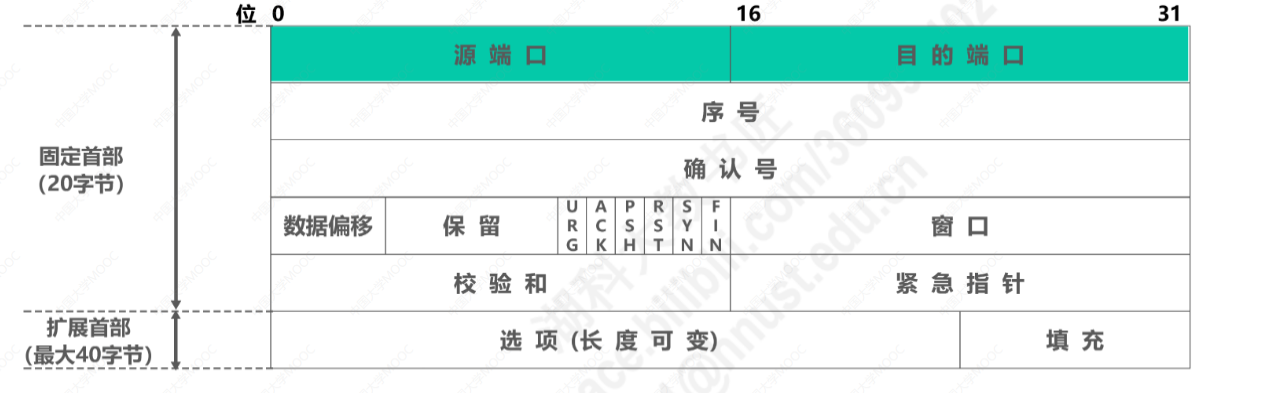 位 0 16 31
源端口 目的端口
序号
固定首部
(20字节)
确认号
数据偏移 保留 URG ACK PSH RST SYN FIN 窗口
校验和 紧急指针
扩展首部
(最大40字节)
选项(长度可变) 填充